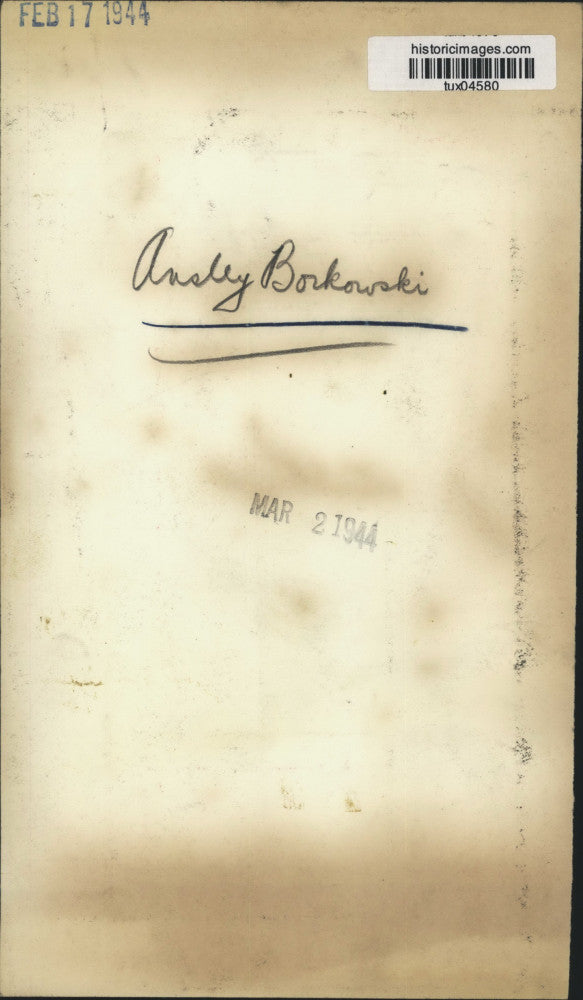 FEB 17 1944
historicimages.com
tux04580
Ansley Borkowski
MAR 2 1944